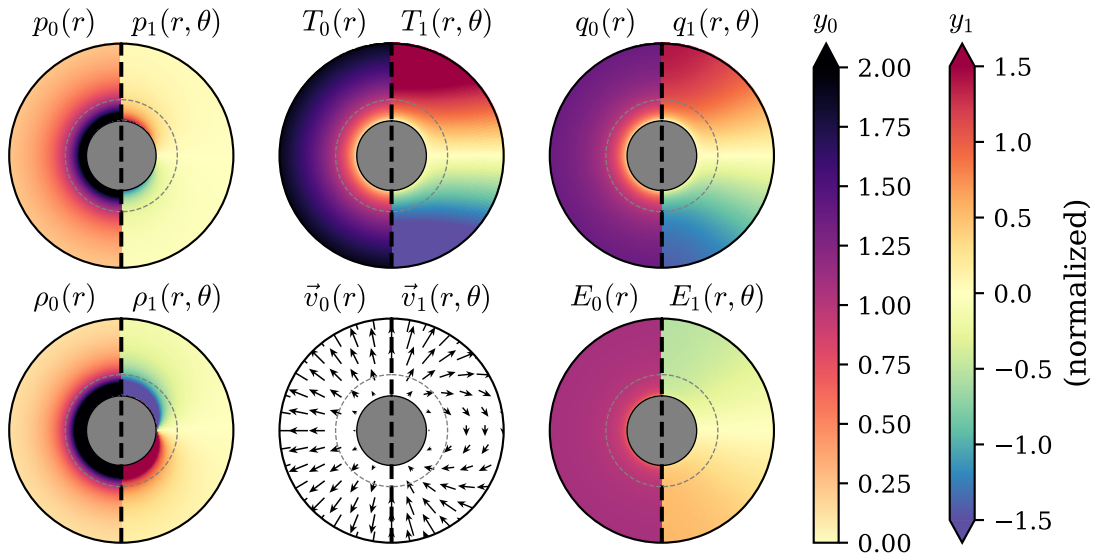 p₀(r) p₁(r, θ)
T₀(r) T₁(r, θ)
q₀(r) q₁(r, θ)
y₀
y₁
ρ₀(r) ρ₁(r, θ)
v⃗₀(r) v⃗₁(r, θ)
E₀(r) E₁(r, θ)
2.00
1.75
1.50
1.25
1.00
0.75
0.50
0.25
0.00
1.5
1.0
0.5
0.0
−0.5
−1.0
−1.5
(normalized)